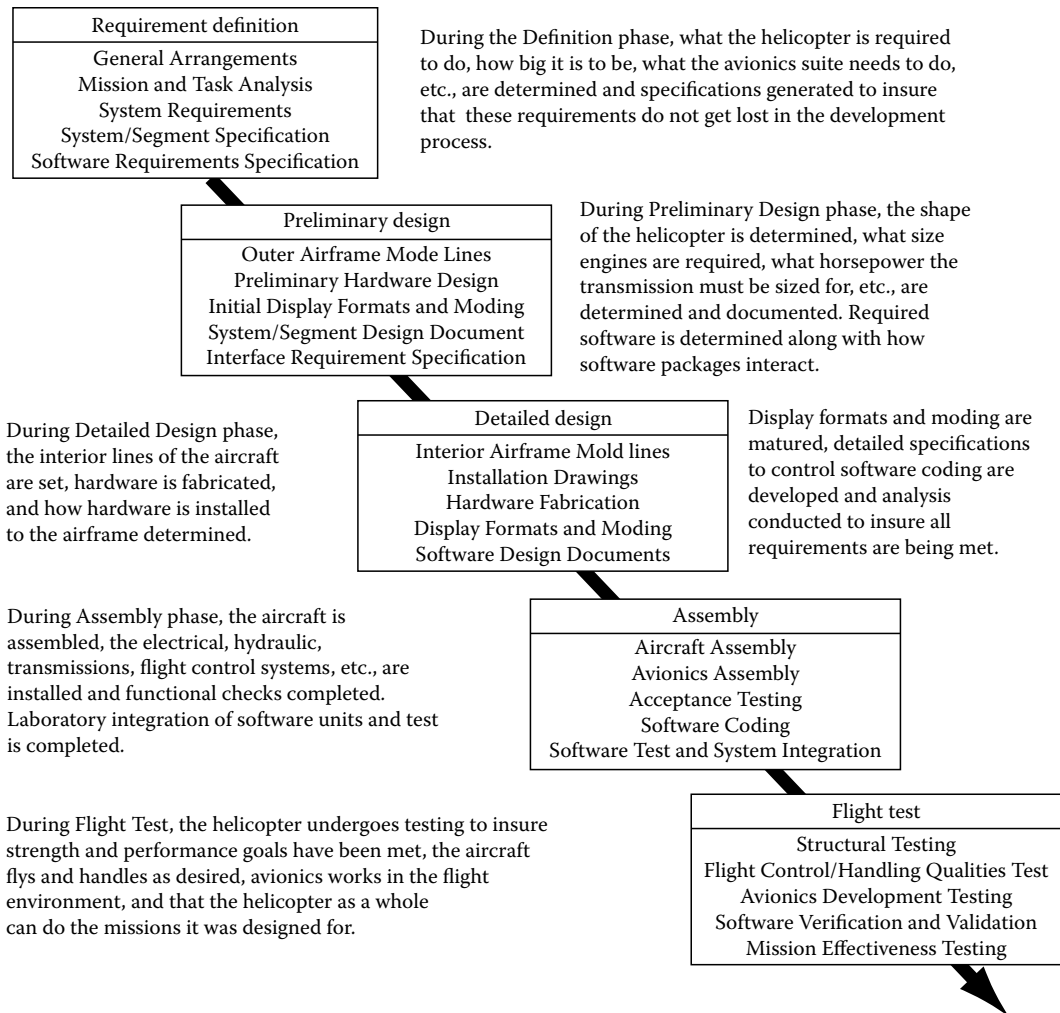 Requirement definition
General Arrangements
Mission and Task Analysis
System Requirements
System/Segment Specification
Software Requirements Specification
During the Definition phase, what the helicopter is required
to do, how big it is to be, what the avionics suite needs to do,
etc., are determined and specifications generated to insure
that these requirements do not get lost in the development
process.
Preliminary design
Outer Airframe Mode Lines
Preliminary Hardware Design
Initial Display Formats and Moding
System/Segment Design Document
Interface Requirement Specification
During Preliminary Design phase, the shape
of the helicopter is determined, what size
engines are required, what horsepower the
transmission must be sized for, etc., are
determined and documented. Required
software is determined along with how
software packages interact.
During Detailed Design phase,
the interior lines of the aircraft
are set, hardware is fabricated,
and how hardware is installed
to the airframe determined.
Detailed design
Interior Airframe Mold lines
Installation Drawings
Hardware Fabrication
Display Formats and Moding
Software Design Documents
Display formats and moding are
matured, detailed specifications
to control software coding are
developed and analysis
conducted to insure all
requirements are being met.
During Assembly phase, the aircraft is
assembled, the electrical, hydraulic,
transmissions, flight control systems, etc., are
installed and functional checks completed.
Laboratory integration of software units and test
is completed.
Assembly
Aircraft Assembly
Avionics Assembly
Acceptance Testing
Software Coding
Software Test and System Integration
During Flight Test, the helicopter undergoes testing to insure
strength and performance goals have been met, the aircraft
flys and handles as desired, avionics works in the flight
environment, and that the helicopter as a whole
can do the missions it was designed for.
Flight test
Structural Testing
Flight Control/Handling Qualities Test
Avionics Development Testing
Software Verification and Validation
Mission Effectiveness Testing